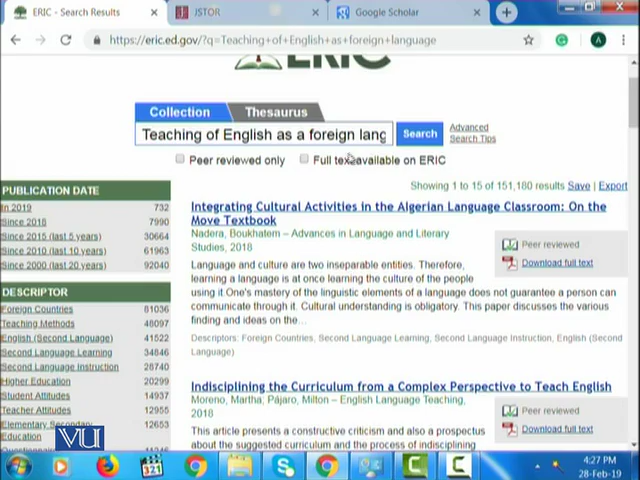 ERIC - Search Results
JSTOR
Google Scholar
https://eric.ed.gov/?q=Teaching+of+English+as+foreign+language
ERIC
Collection
Thesaurus
Teaching of English as a foreign lang
Search
Advanced
Search Tips
Peer reviewed only
Full text available on ERIC
Showing 1 to 15 of 151,180 results Save | Export
PUBLICATION DATE
In 2019 732
Since 2018 7990
Since 2015 (last 5 years) 30664
Since 2010 (last 10 years) 61963
Since 2000 (last 20 years) 92040
DESCRIPTOR
Foreign Countries 61036
Teaching Methods 46097
English (Second Language) 41522
Second Language Learning 34846
Second Language Instruction 26740
Higher Education 20299
Student Attitudes 14937
Teacher Attitudes 12955
Elementary Secondary 12653
Education
Integrating Cultural Activities in the Algerian Language Classroom: On the
Move Textbook
Nadera, Boukhatem – Advances in Language and Literary
Studies, 2018
Peer reviewed
Download full text
Language and culture are two inseparable entities. Therefore,
learning a language is at once learning the culture of the people
using it One's mastery of the linguistic elements of a language does not guarantee a person can
communicate through it. Cultural understanding is obligatory. This paper discusses the various
finding and ideas on the…
Descriptors: Foreign Countries, Second Language Learning, Second Language Instruction, English (Second
Language)
Indisciplining the Curriculum from a Complex Perspective to Teach English
Moreno, Martha; Pájaro, Milton – English Language Teaching,
2018
Peer reviewed
Download full text
This article presents a constructive criticism and also a prospectus
about the suggested curriculum and the process of indisciplining
VU
321
A
4:27 PM
28-Feb-19